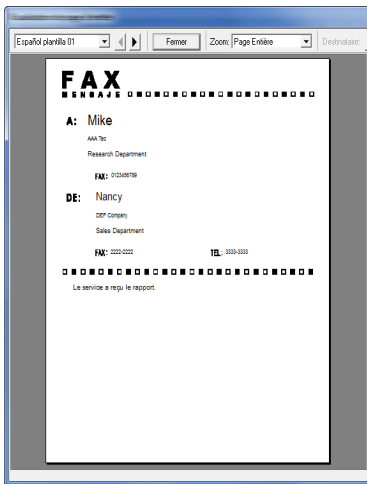 Español plantilla 01
Fermer
Zoom: Page Entière
Destinataire:
FAX
MENSAJE
A: Mike
AAA Tec
Research Department
FAX: 0123456789
DE: Nancy
DEF Company
Sales Department
FAX: 2222-2222 TEL: 3333-3333
Le service a reçu le rapport.